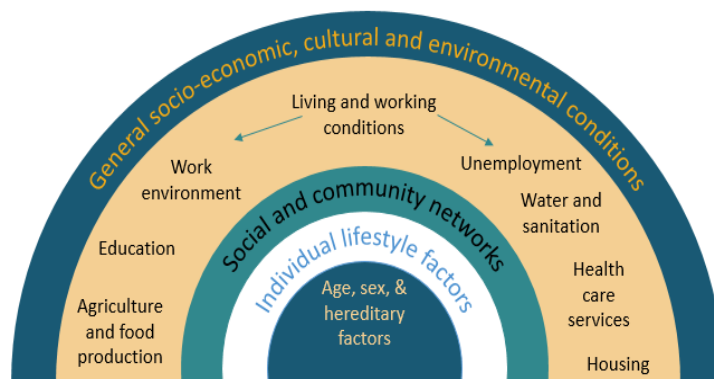 General socio-economic, cultural and environmental conditions
Living and working
conditions
Work
environment
Education
Agriculture
and food
production
Unemployment
Water and
sanitation
Health
care
services
Housing
Social and community networks
Individual lifestyle factors
Age, sex, &
hereditary
factors